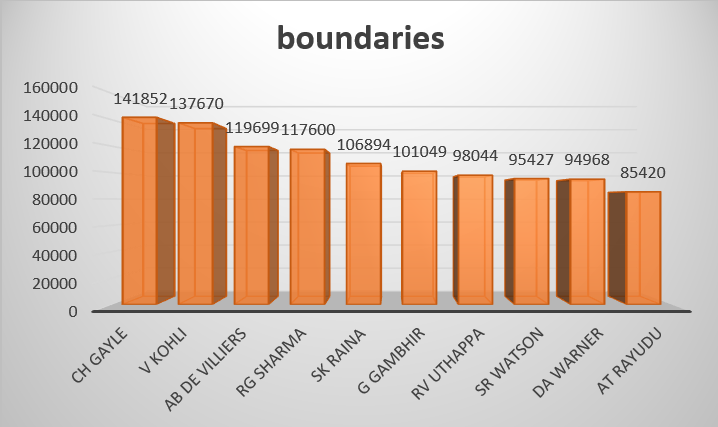 boundaries
160000
140000
120000
100000
80000
60000
40000
20000
0
141852
137670
119699
117600
106894
101049
98044
95427
94968
85420
CH GAYLE
V KOHLI
AB DE VILLIERS
RG SHARMA
SK RAINA
G GAMBHIR
RV UTHAPPA
SR WATSON
DA WARNER
AT RAYUDU